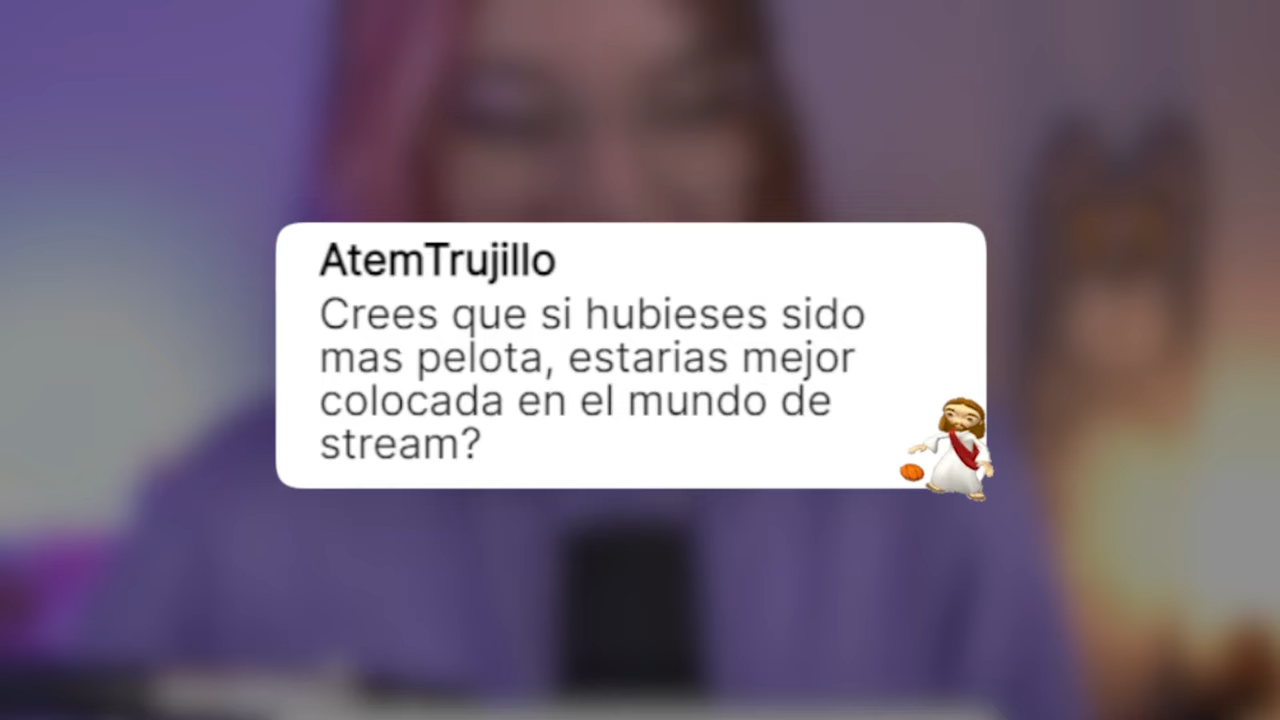 AtemTrujillo
Crees que si hubieses sido
mas pelota, estarias mejor
colocada en el mundo de
stream?